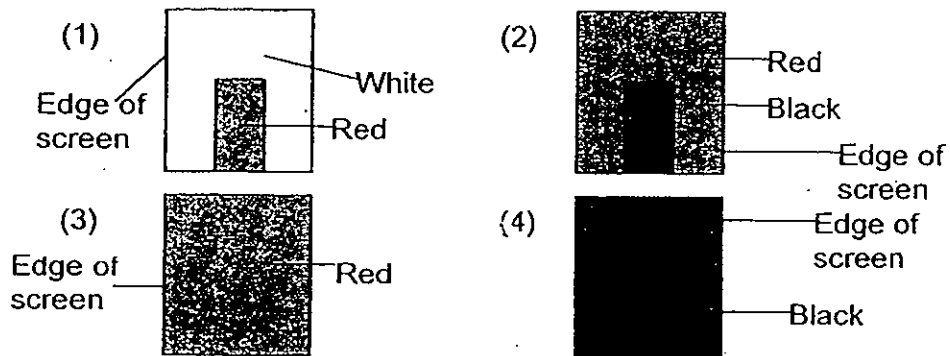 (1)
White
Edge of
screen
Red
(2)
Red
Black
Edge of
screen
(3)
Edge of
screen
Red
(4)
Edge of
screen
Black